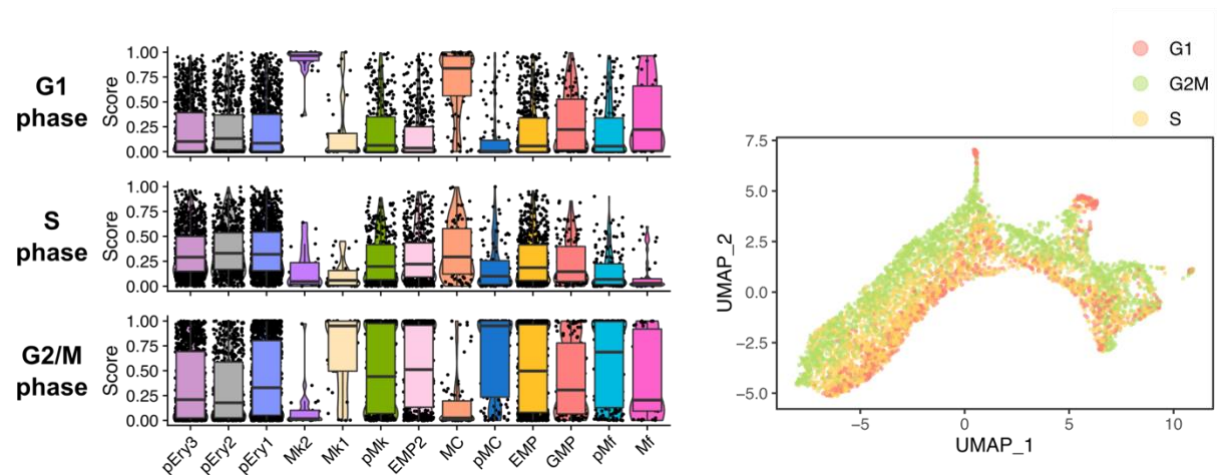 G1
phase
Score
1.00
0.75
0.50
0.25
0.00
S
phase
Score
1.00
0.75
0.50
0.25
0.00
G2/M
phase
Score
1.00
0.75
0.50
0.25
0.00
pEry3 pEry2 pEry1 Mk2 Mk1 pMk EMP2 MC pMC EMP GMP pMf Mf
G1
G2M
S
UMAP_2
7.5
5.0
2.5
0.0
−2.5
−5.0
−5 0 5 10
UMAP_1